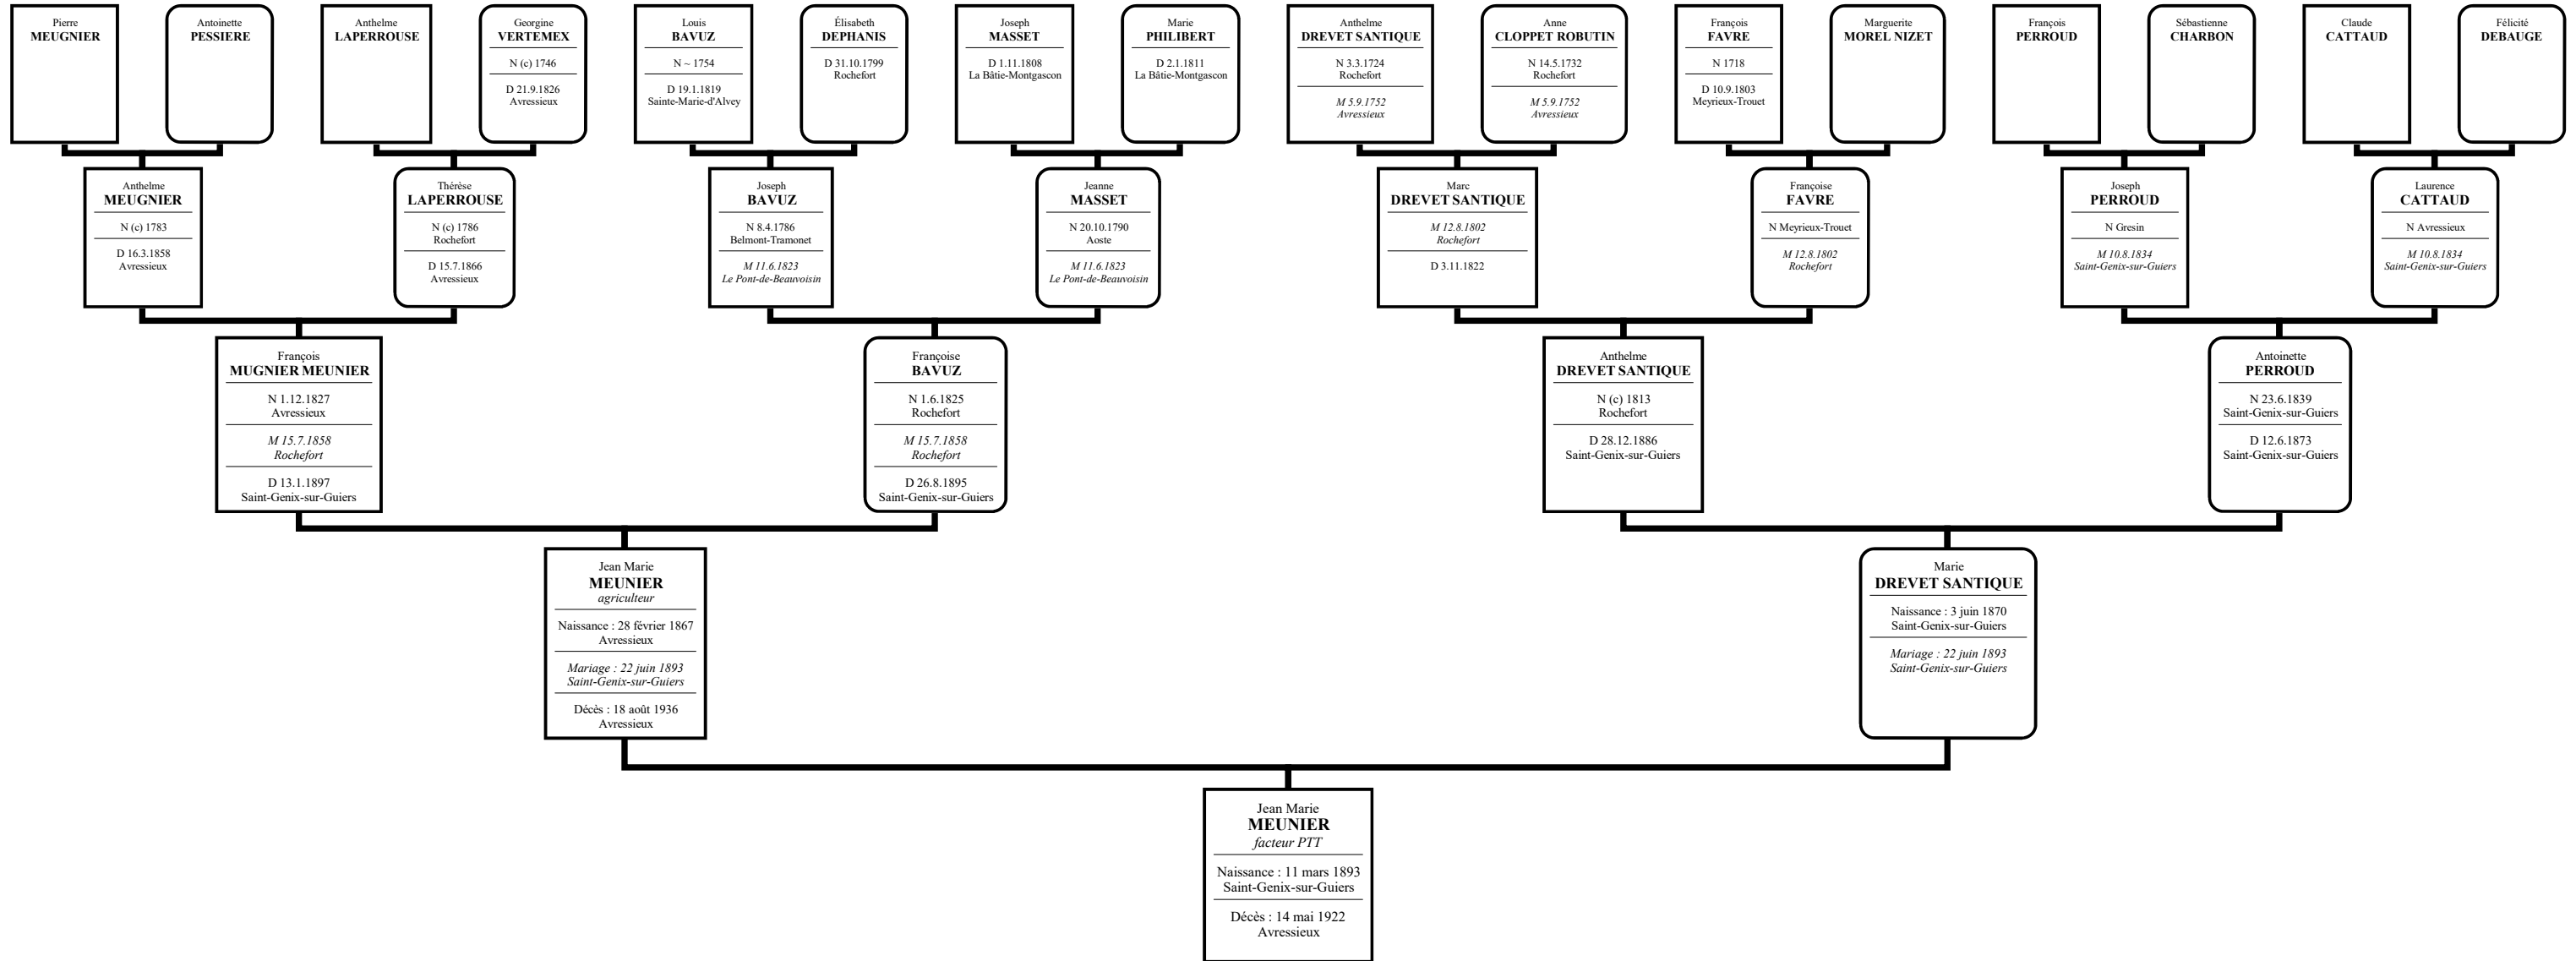 Pierre
MEUGNIER
Antoinette
PESSIERE
Anthelme
LAPERROUSE
Georgine
VERTEMEX
N (c) 1746
D 21.9.1826
Avressieux
Louis
BAVUZ
N ~ 1754
D 19.1.1819
Sainte-Marie-d'Alvey
Élisabeth
DEPHANIS
D 31.10.1799
Rochefort
Joseph
MASSET
D 1.11.1808
La Bâtie-Montgascon
Marie
PHILIBERT
D 2.1.1811
La Bâtie-Montgascon
Anthelme
DREVET SANTIQUE
N 3.3.1724
Rochefort
M 5.9.1752
Avressieux
Anne
CLOPPET ROBUTIN
N 14.5.1732
Rochefort
M 5.9.1752
Avressieux
François
FAVRE
N 1718
D 10.9.1803
Meyrieux-Trouet
Marguerite
MOREL NIZET
François
PERROUD
Sébastienne
CHARBON
Claude
CATTAUD
Félicité
DEBAUGE
Anthelme
MEUGNIER
N (c) 1783
D 16.3.1858
Avressieux
Thérèse
LAPERROUSE
N (c) 1786
Rochefort
D 15.7.1866
Avressieux
Joseph
BAVUZ
N 8.4.1786
Belmont-Tramonet
M 11.6.1823
Le Pont-de-Beauvoisin
Jeanne
MASSET
N 20.10.1790
Aoste
M 11.6.1823
Le Pont-de-Beauvoisin
Marc
DREVET SANTIQUE
M 12.8.1802
Rochefort
D 3.11.1822
Françoise
FAVRE
N Meyrieux-Trouet
M 12.8.1802
Rochefort
Joseph
PERROUD
N Gresin
M 10.8.1834
Saint-Genix-sur-Guiers
Laurence
CATTAUD
N Avressieux
M 10.8.1834
Saint-Genix-sur-Guiers
François
MUGNIER MEUNIER
N 1.12.1827
Avressieux
M 15.7.1858
Rochefort
D 13.1.1897
Saint-Genix-sur-Guiers
Françoise
BAVUZ
N 1.6.1825
Rochefort
M 15.7.1858
Rochefort
D 26.8.1895
Saint-Genix-sur-Guiers
Anthelme
DREVET SANTIQUE
N (c) 1813
Rochefort
D 28.12.1886
Saint-Genix-sur-Guiers
Antoinette
PERROUD
N 23.6.1839
Saint-Genix-sur-Guiers
D 12.6.1873
Saint-Genix-sur-Guiers
Jean Marie
MEUNIER
agriculteur
Naissance : 28 février 1867
Avressieux
Mariage : 22 juin 1893
Saint-Genix-sur-Guiers
Décès : 18 août 1936
Avressieux
Marie
DREVET SANTIQUE
Naissance : 3 juin 1870
Saint-Genix-sur-Guiers
Mariage : 22 juin 1893
Saint-Genix-sur-Guiers
Jean Marie
MEUNIER
facteur PTT
Naissance : 11 mars 1893
Saint-Genix-sur-Guiers
Décès : 14 mai 1922
Avressieux